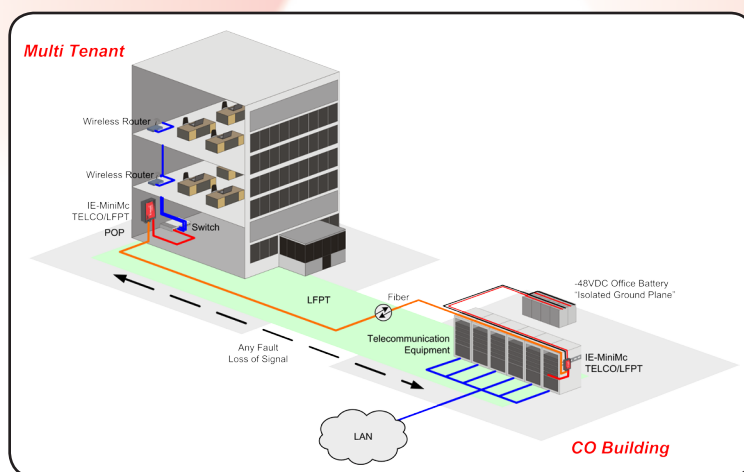 Multi Tenant
Wireless Router
Wireless Router
IE-MiniMc
TELCO/LFPT
POP
Switch
LFPT
Fiber
-48VDC Office Battery
"Isolated Ground Plane"
Telecommunication
Equipment
IE-MiniMc
TELCO/LFPT
Any Fault
Loss of Signal
LAN
CO Building